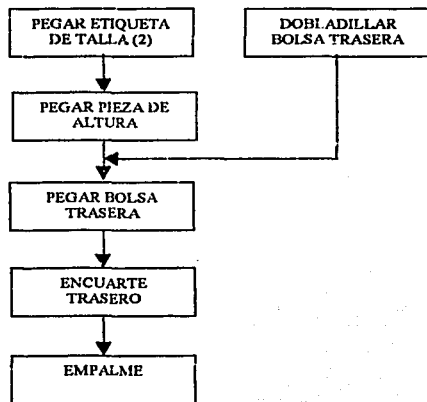 PEGAR ETIQUETA
DE TALLA (2)
DOBLADILLAR
BOLSA TRASERA
PEGAR PIEZA DE
ALTURA
PEGAR BOLSA
TRASERA
ENCUARTE
TRASERO
EMPALME